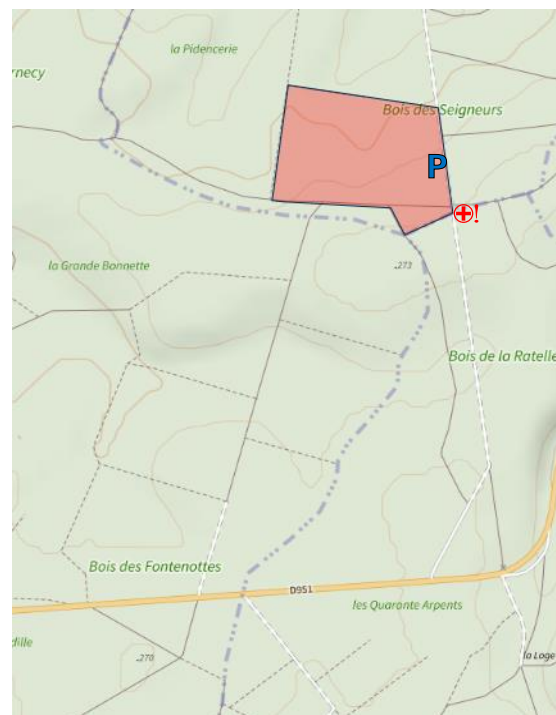 la Pidencerie
rnecy
Bois des Seigneurs
P
!
la Grande Bonnette
273
Bois de la Ratelle
Bois des Fontenottes
D951
les Quarante Arpents
dille
270
la Loge